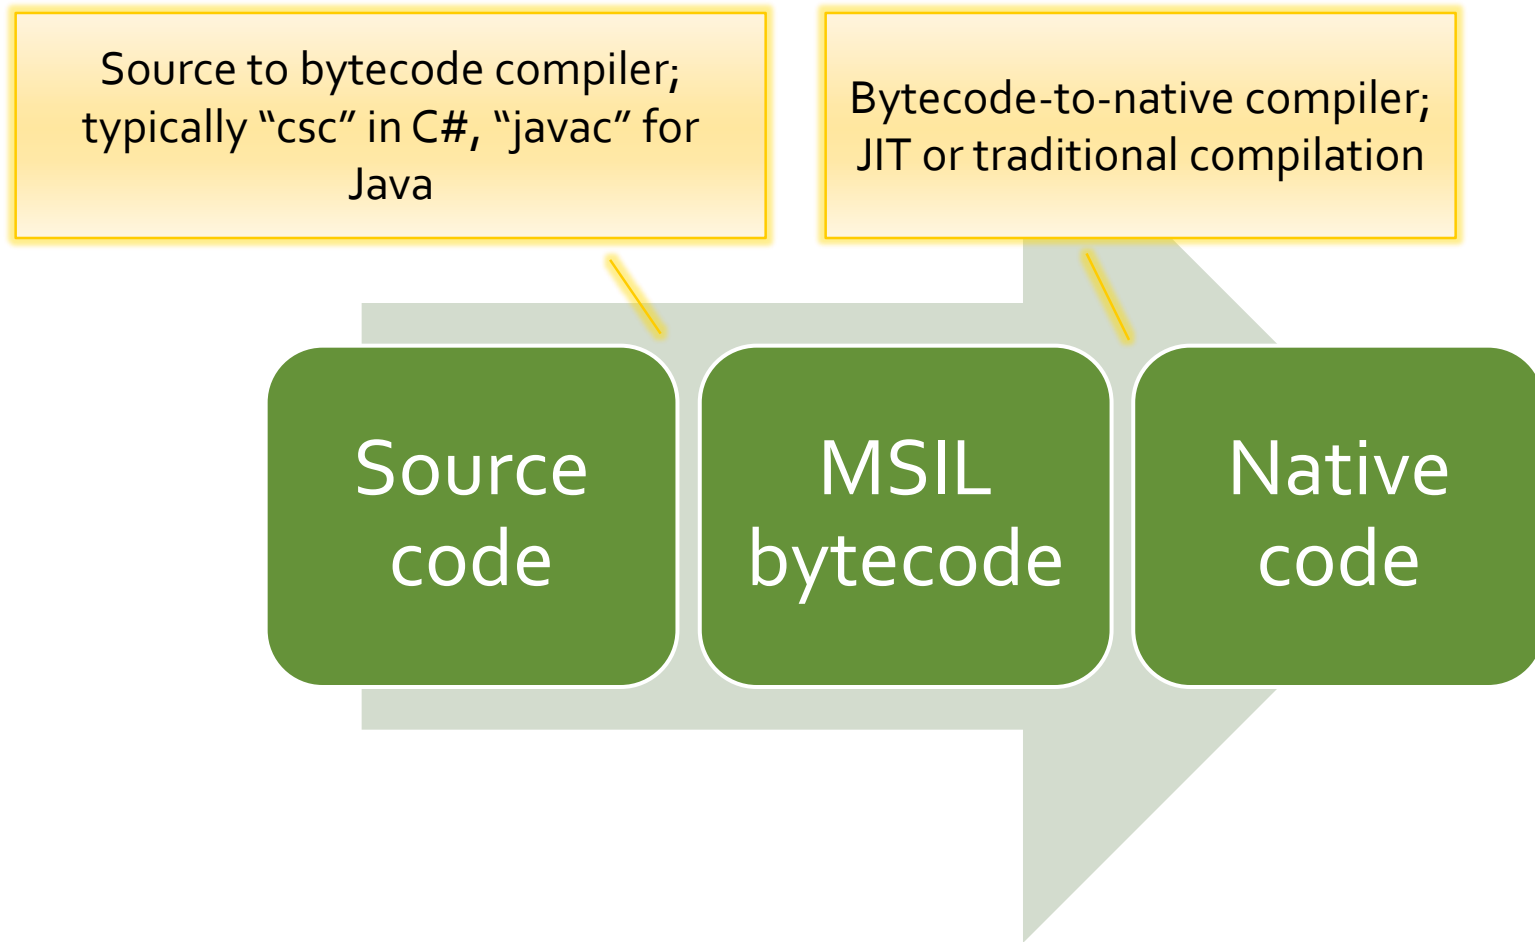 Source to bytecode compiler;
typically “csc” in C#, “javac” for
Java
Bytecode-to-native compiler;
JIT or traditional compilation
Source
code
MSIL
bytecode
Native
code